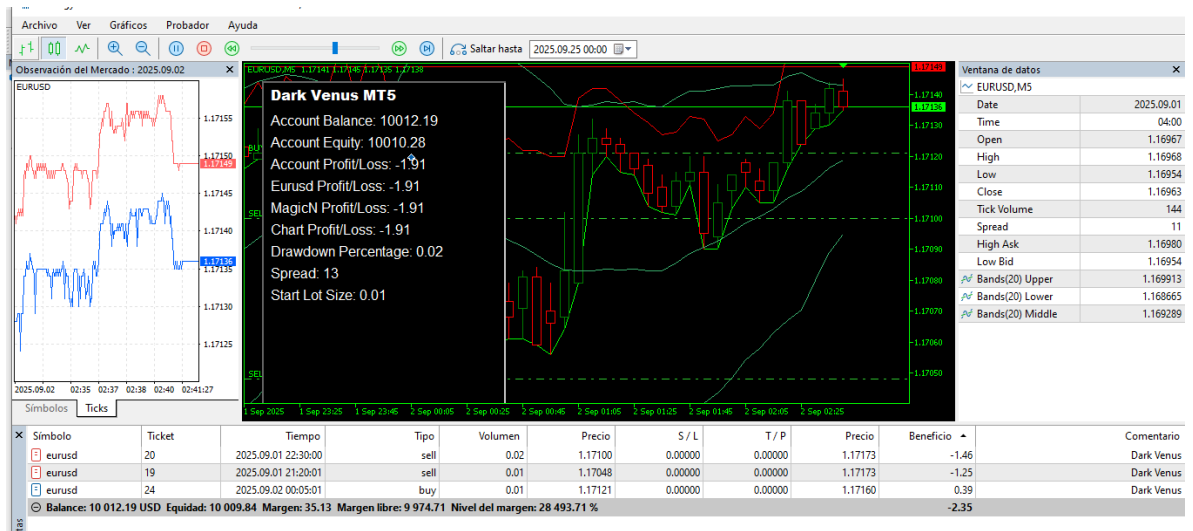 Archivo Ver Gráficos Probador Ayuda
Saltar hasta 2025.09.25 00:00
Observación del Mercado : 2025.09.02
EURUSD
1.17155
1.17150
1.17149
1.17145
1.17140
1.17136
1.17130
1.17125
2025.09.02 02:35 02:37 02:38 02:40 02:41:27
Símbolos Ticks
EURUSD,M5 1.17141 1.17145 1.17135 1.17136
Dark Venus MT5
Account Balance: 10012.19
Account Equity: 10010.28
Account Profit/Loss: -1.91
Eurusd Profit/Loss: -1.91
MagicN Profit/Loss: -1.91
Chart Profit/Loss: -1.91
Drawdown Percentage: 0.02
Spread: 13
Start Lot Size: 0.01
BUY
SEL
SEL
1.17149
1.17140
1.17136
1.17130
1.17120
1.17110
1.17100
1.17090
1.17080
1.17070
1.17060
1.17050
1 Sep 2025 1 Sep 23:25 1 Sep 23:45 2 Sep 00:05 2 Sep 00:25 2 Sep 00:45 2 Sep 01:05 2 Sep 01:25 2 Sep 01:45 2 Sep 02:05 2 Sep 02:25
Ventana de datos
EURUSD,M5
Date 2025.09.01
Time 04:00
Open 1.16967
High 1.16968
Low 1.16954
Close 1.16963
Tick Volume 144
Spread 11
High Ask 1.16980
Low Bid 1.16954
Bands(20) Upper 1.169913
Bands(20) Lower 1.168665
Bands(20) Middle 1.169289
Símbolo Ticket Tiempo Tipo Volumen Precio S / L T / P Precio Beneficio Comentario
eurusd 20 2025.09.01 22:30:00 sell 0.02 1.17100 0.00000 0.00000 1.17173 -1.46 Dark Venus
eurusd 19 2025.09.01 21:20:01 sell 0.01 1.17048 0.00000 0.00000 1.17173 -1.25 Dark Venus
eurusd 24 2025.09.02 00:05:01 buy 0.01 1.17121 0.00000 0.00000 1.17160 0.39 Dark Venus
Balance: 10 012.19 USD Equidad: 10 009.84 Margen: 35.13 Margen libre: 9 974.71 Nivel del margen: 28 493.71 % -2.35